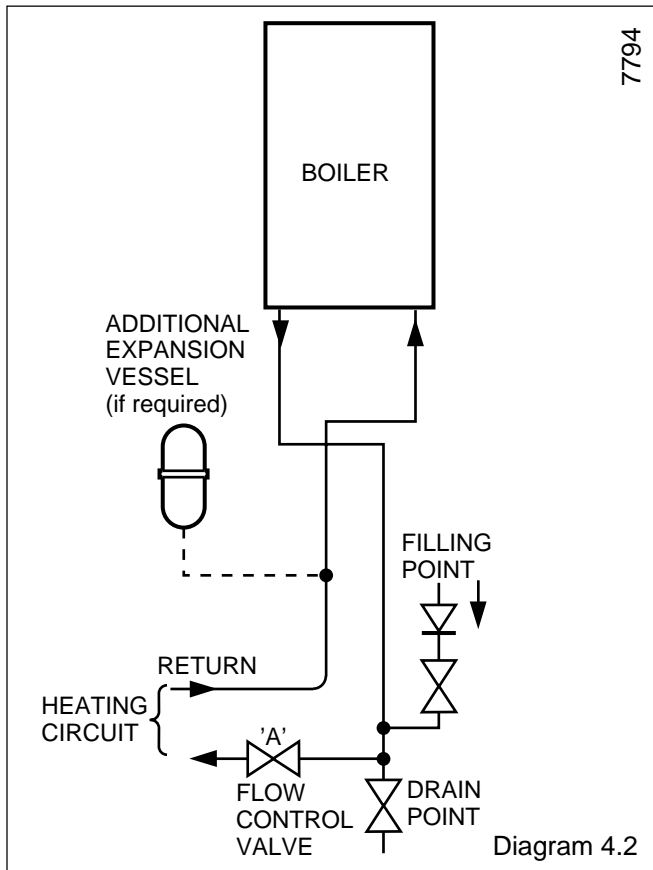 7794
BOILER
ADDITIONAL
EXPANSION
VESSEL
(if required)
FILLING
POINT
RETURN
HEATING
CIRCUIT
'A'
FLOW
CONTROL
VALVE
DRAIN
POINT
Diagram 4.2